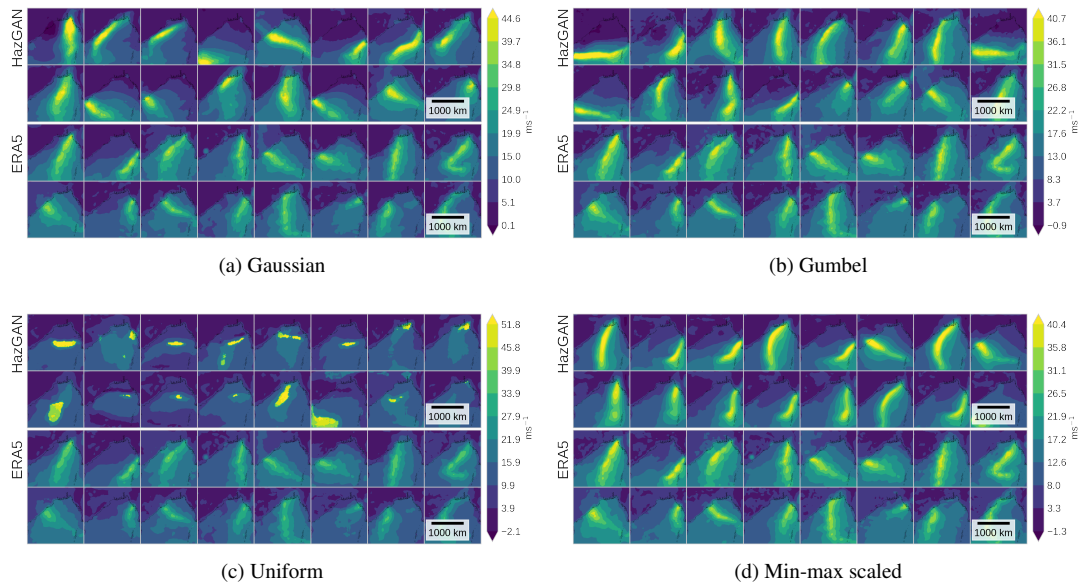 HazGAN
ERA5
1000 km
1000 km
44.6
39.7
34.8
29.8
24.9
19.9
15.0
10.0
5.1
0.1
ms⁻¹
(a) Gaussian
HazGAN
ERA5
1000 km
1000 km
40.7
36.1
31.5
26.8
22.2
17.6
13.0
8.3
3.7
−0.9
ms⁻¹
(b) Gumbel
HazGAN
ERA5
1000 km
1000 km
51.8
45.8
39.9
33.9
27.9
21.9
15.9
9.9
3.9
−2.1
ms⁻¹
(c) Uniform
HazGAN
ERA5
1000 km
1000 km
40.4
35.8
31.1
26.5
21.9
17.2
12.6
7.9
3.3
−1.3
ms⁻¹
(d) Min-max scaled